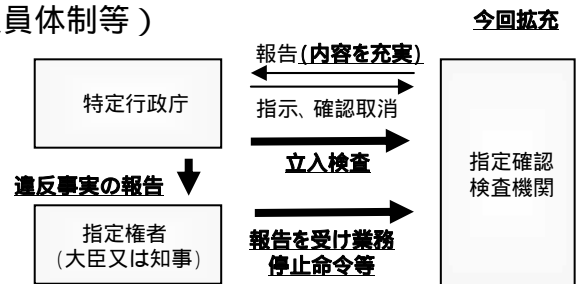 員体制等）
今回拡充
報告(内容を充実)
特定行政庁
指示、確認取消
立入検査
指定確認
検査機関
違反事実の報告
指定権者
(大臣又は知事)
報告を受け業務
停止命令等